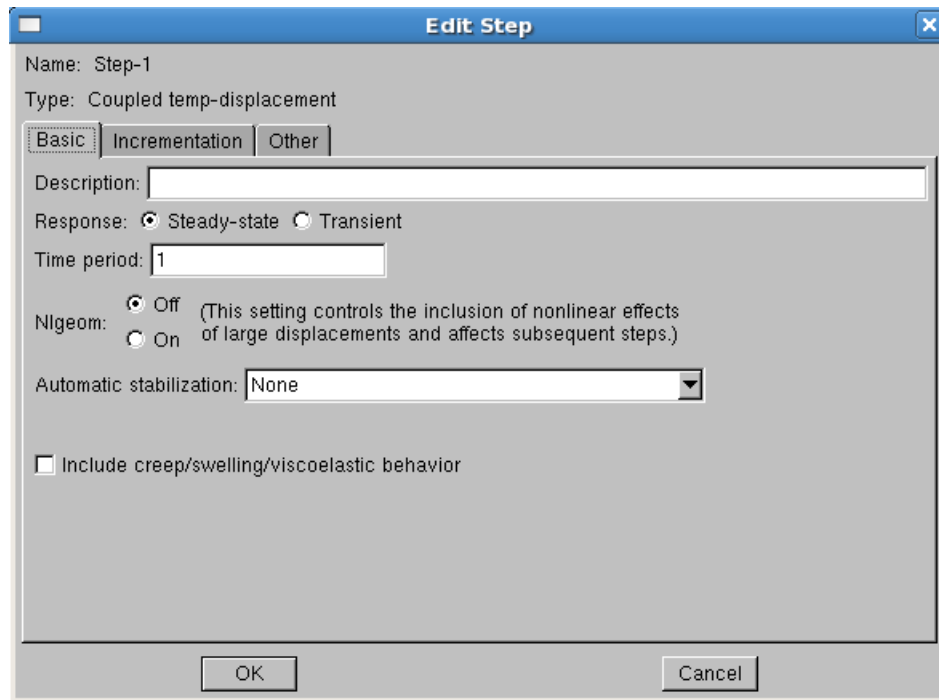 Edit Step
Name: Step-1
Type: Coupled temp-displacement
Basic Incrementation Other
Description:
Response: Steady-state Transient
Time period: 1
Nlgeom: Off (This setting controls the inclusion of nonlinear effects
On of large displacements and affects subsequent steps.)
Automatic stabilization: None
Include creep/swelling/viscoelastic behavior
OK Cancel